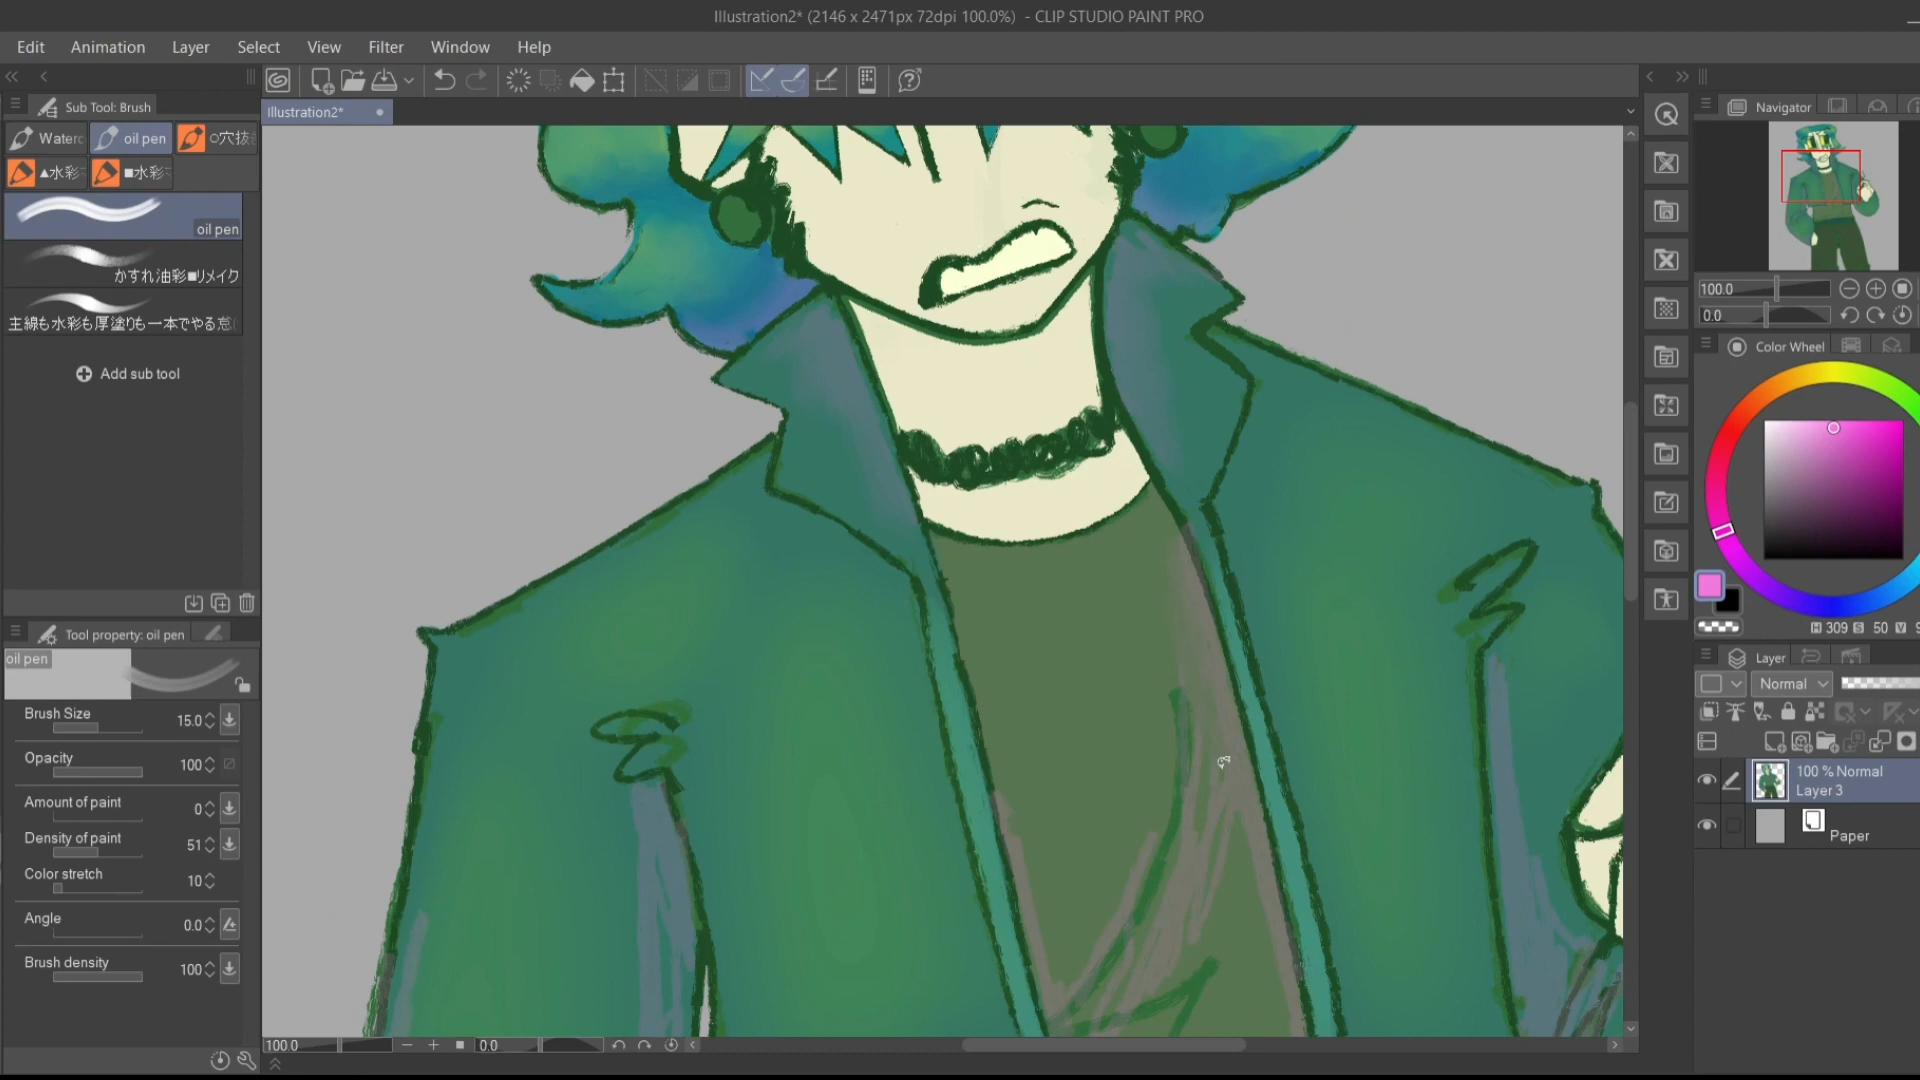 Illustration2* (2146 x 2471px 72dpi 100.0%) - CLIP STUDIO PAINT PRO
Edit Animation Layer Select View Filter Window Help
Sub Tool: Brush
Illustration2*
Navigator
Waterc oil pen ○穴抜
▲水彩 ■水彩
oil pen
かすれ油彩■リメイク
主線も水彩も厚塗りも一本でやる怠
Add sub tool
100.0
0.0
Color Wheel
H 309 S 50 V 9
Tool property: oil pen
oil pen
Brush Size 15.0
Opacity 100
Amount of paint 0
Density of paint 51
Color stretch 10
Angle 0.0
Brush density 100
Layer
Normal
100 % Normal
Layer 3
Paper
100.0 0.0